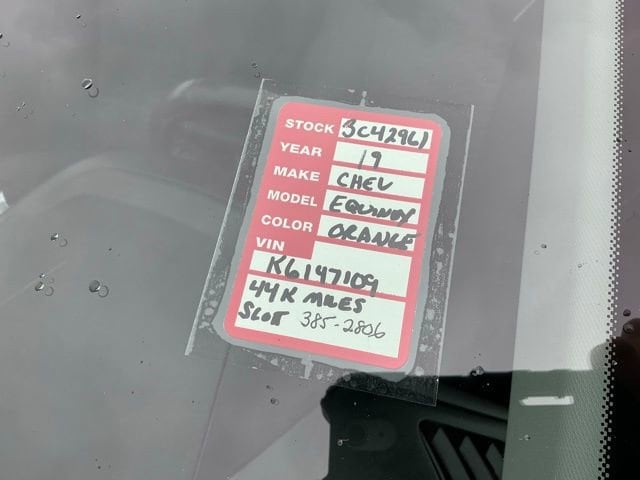 STOCK 3C42961
YEAR 19
MAKE CHEV
MODEL EQUINOX
COLOR ORANGE
VIN
K6147109
44K MILES
SLOT 385-2806